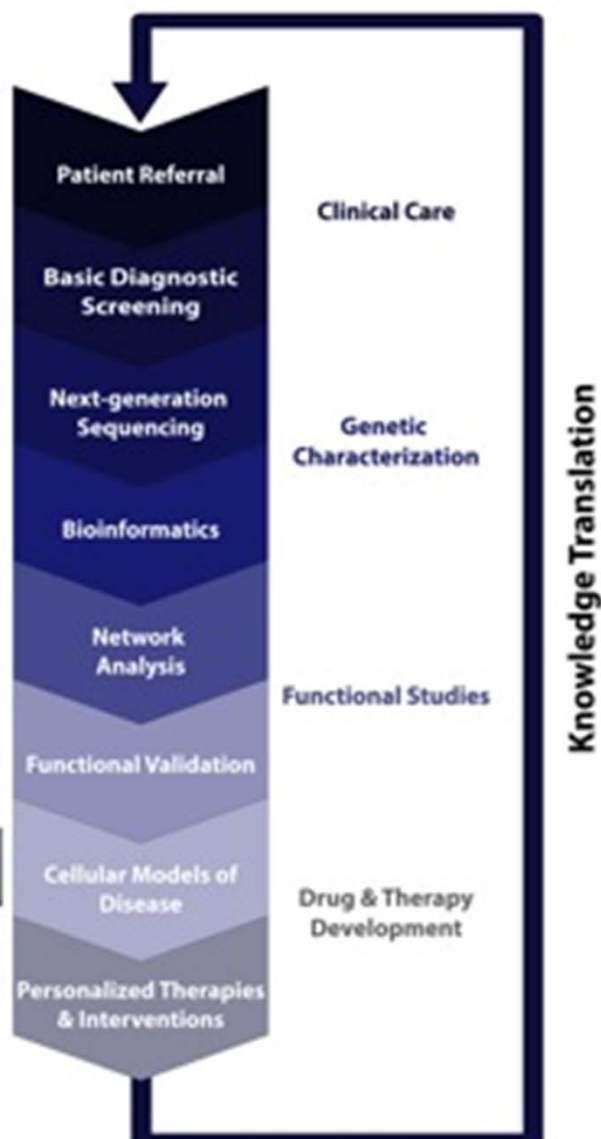 Patient Referral
Clinical Care
Basic Diagnostic
Screening
Next-generation
Sequencing
Genetic
Characterization
Bioinformatics
Network
Analysis
Functional Studies
Functional Validation
Cellular Models of
Disease
Drug & Therapy
Development
Personalized Therapies
& Interventions
Knowledge Translation